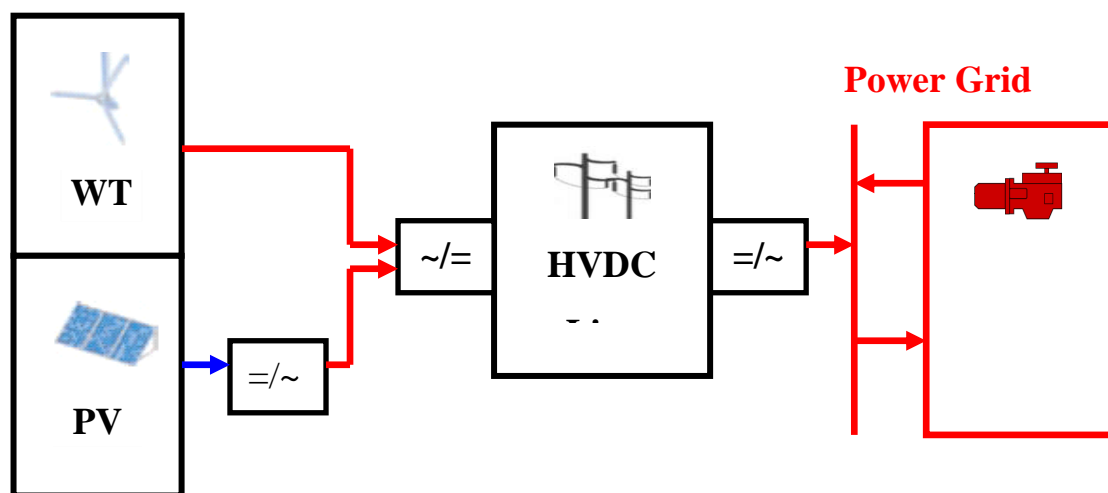 Power Grid
WT
~/=
HVDC
=/~
=/~
PV